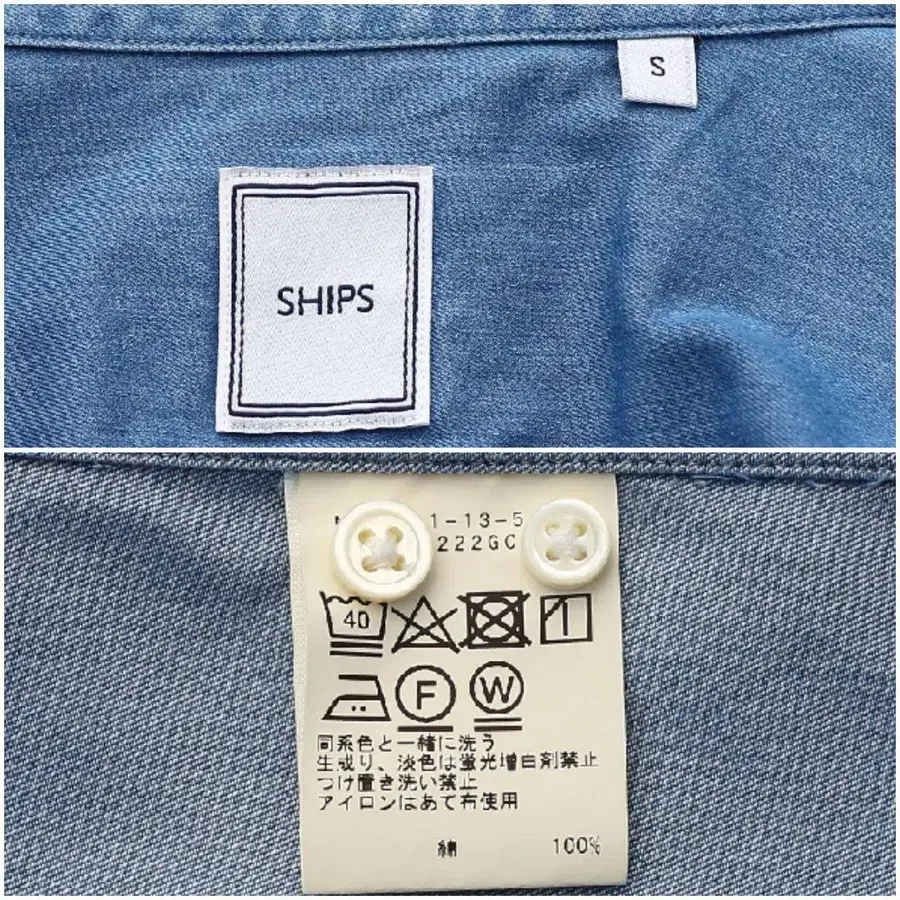 S
SHIPS
1-13-5
222GC
40
F
W
同系色と一緒に洗う
生成り、淡色は蛍光増白剤禁止
つけ置き洗い禁止
アイロンはあて布使用
綿 100%